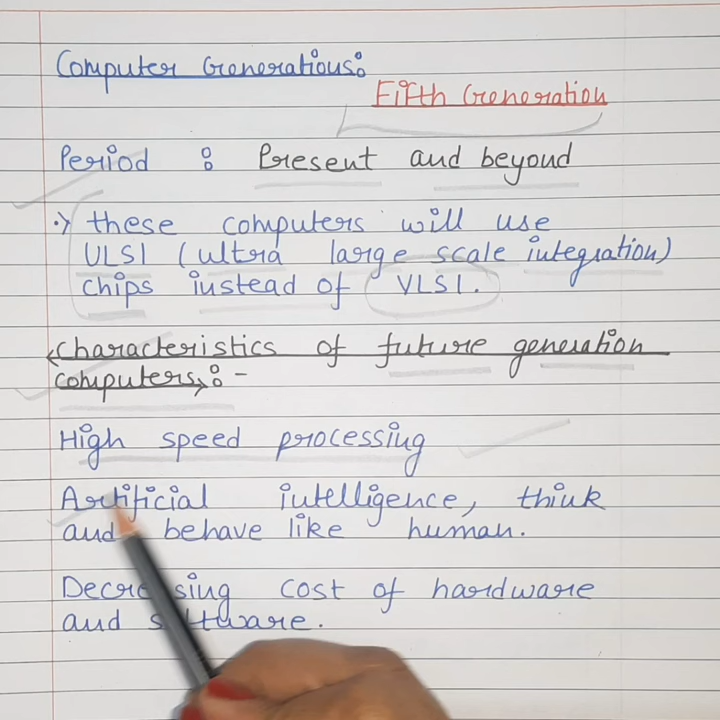 Computer Generations:
Fifth Generation
Period : Present and beyond
these computers will use
ULSI (ultra large scale integration)
chips instead of VLSI.
Characteristics of future generation
computers:-
High speed processing
Artificial intelligence, think
and behave like human.
Decreasing cost of hardware
and software.